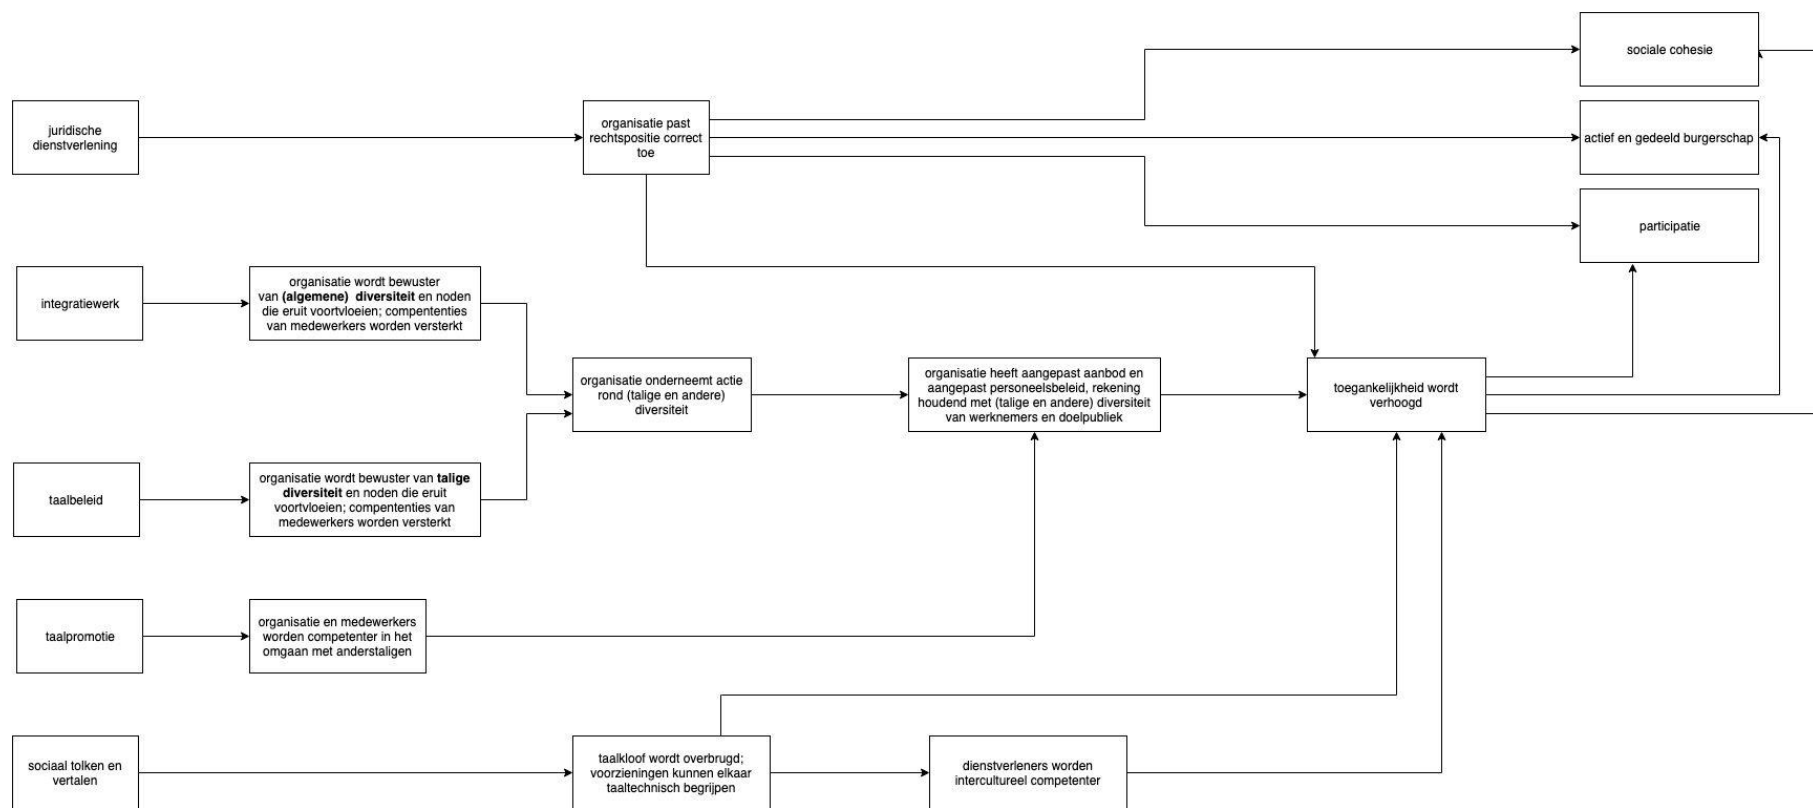 sociale cohesie
juridische
dienstverlening
organisatie past
rechtspositie correct
toe
actief en gedeeld burgerschap
participatie
integratiewerk
organisatie wordt bewuster
van (algemene) diversiteit en noden
die eruit voortvloeien; compententies
van medewerkers worden versterkt
organisatie onderneemt actie
rond (talige en andere)
diversiteit
organisatie heeft aangepast aanbod en
aangepast personeelsbeleid, rekening
houdend met (talige en andere) diversiteit
van werknemers en doelpubliek
toegankelijkheid wordt
verhoogd
taalbeleid
organisatie wordt bewuster van talige
diversiteit en noden die eruit
voortvloeien; compententies van
medewerkers worden versterkt
taalpromotie
organisatie en medewerkers
worden competenter in het
omgaan met anderstaligen
sociaal tolken en
vertalen
taalkloof wordt overbrugd;
voorzieningen kunnen elkaar
taaltechnisch begrijpen
dienstverleners worden
intercultureel competenter